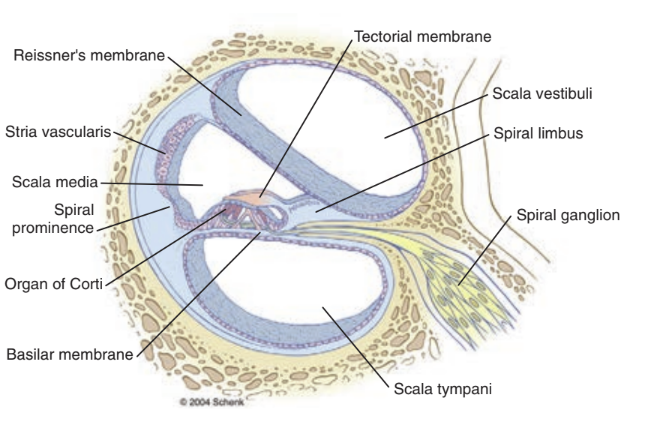 Tectorial membrane
Reissner's membrane
Scala vestibuli
Stria vascularis
Spiral limbus
Scala media
Spiral
prominence
Spiral ganglion
Organ of Corti
Basilar membrane
Scala tympani
© 2004 Schenk